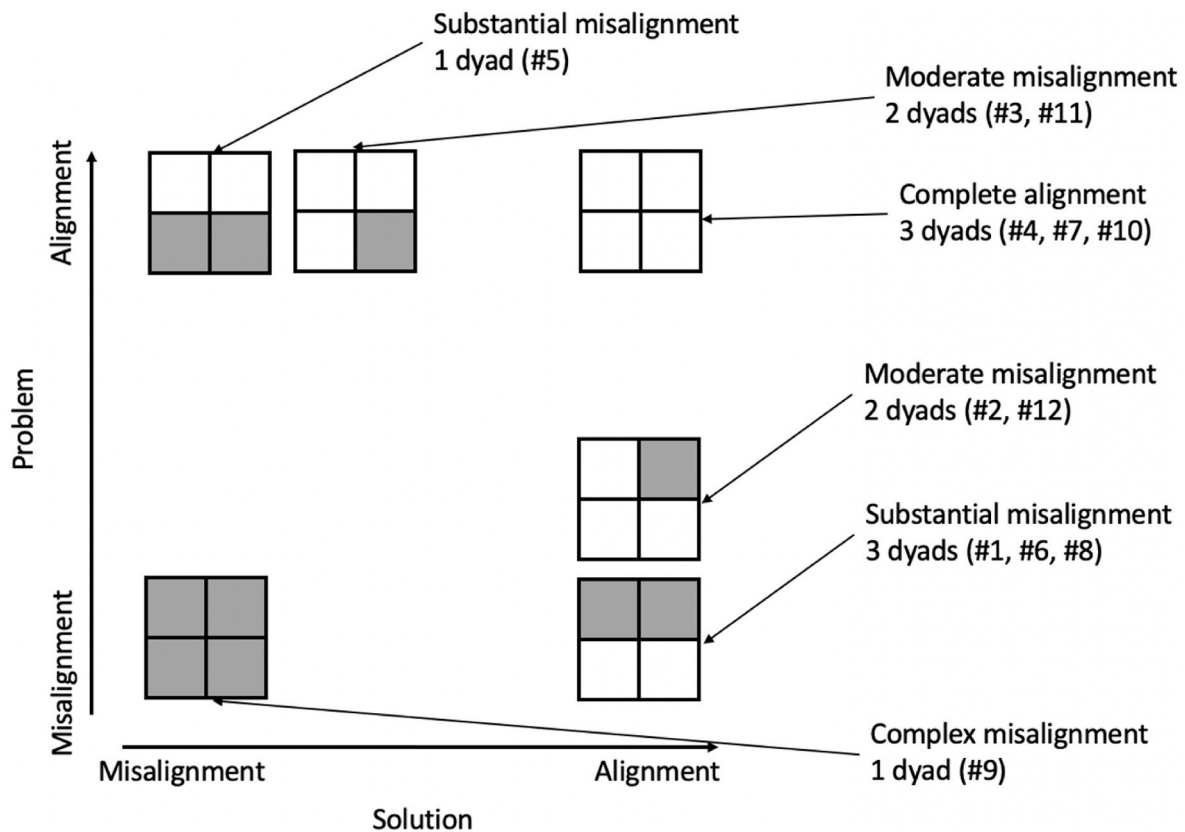 Substantial misalignment
1 dyad (#5)
Moderate misalignment
2 dyads (#3, #11)
Alignment
Complete alignment
3 dyads (#4, #7, #10)
Problem
Moderate misalignment
2 dyads (#2, #12)
Substantial misalignment
3 dyads (#1, #6, #8)
Misalignment
Complex misalignment
1 dyad (#9)
Misalignment
Alignment
Solution